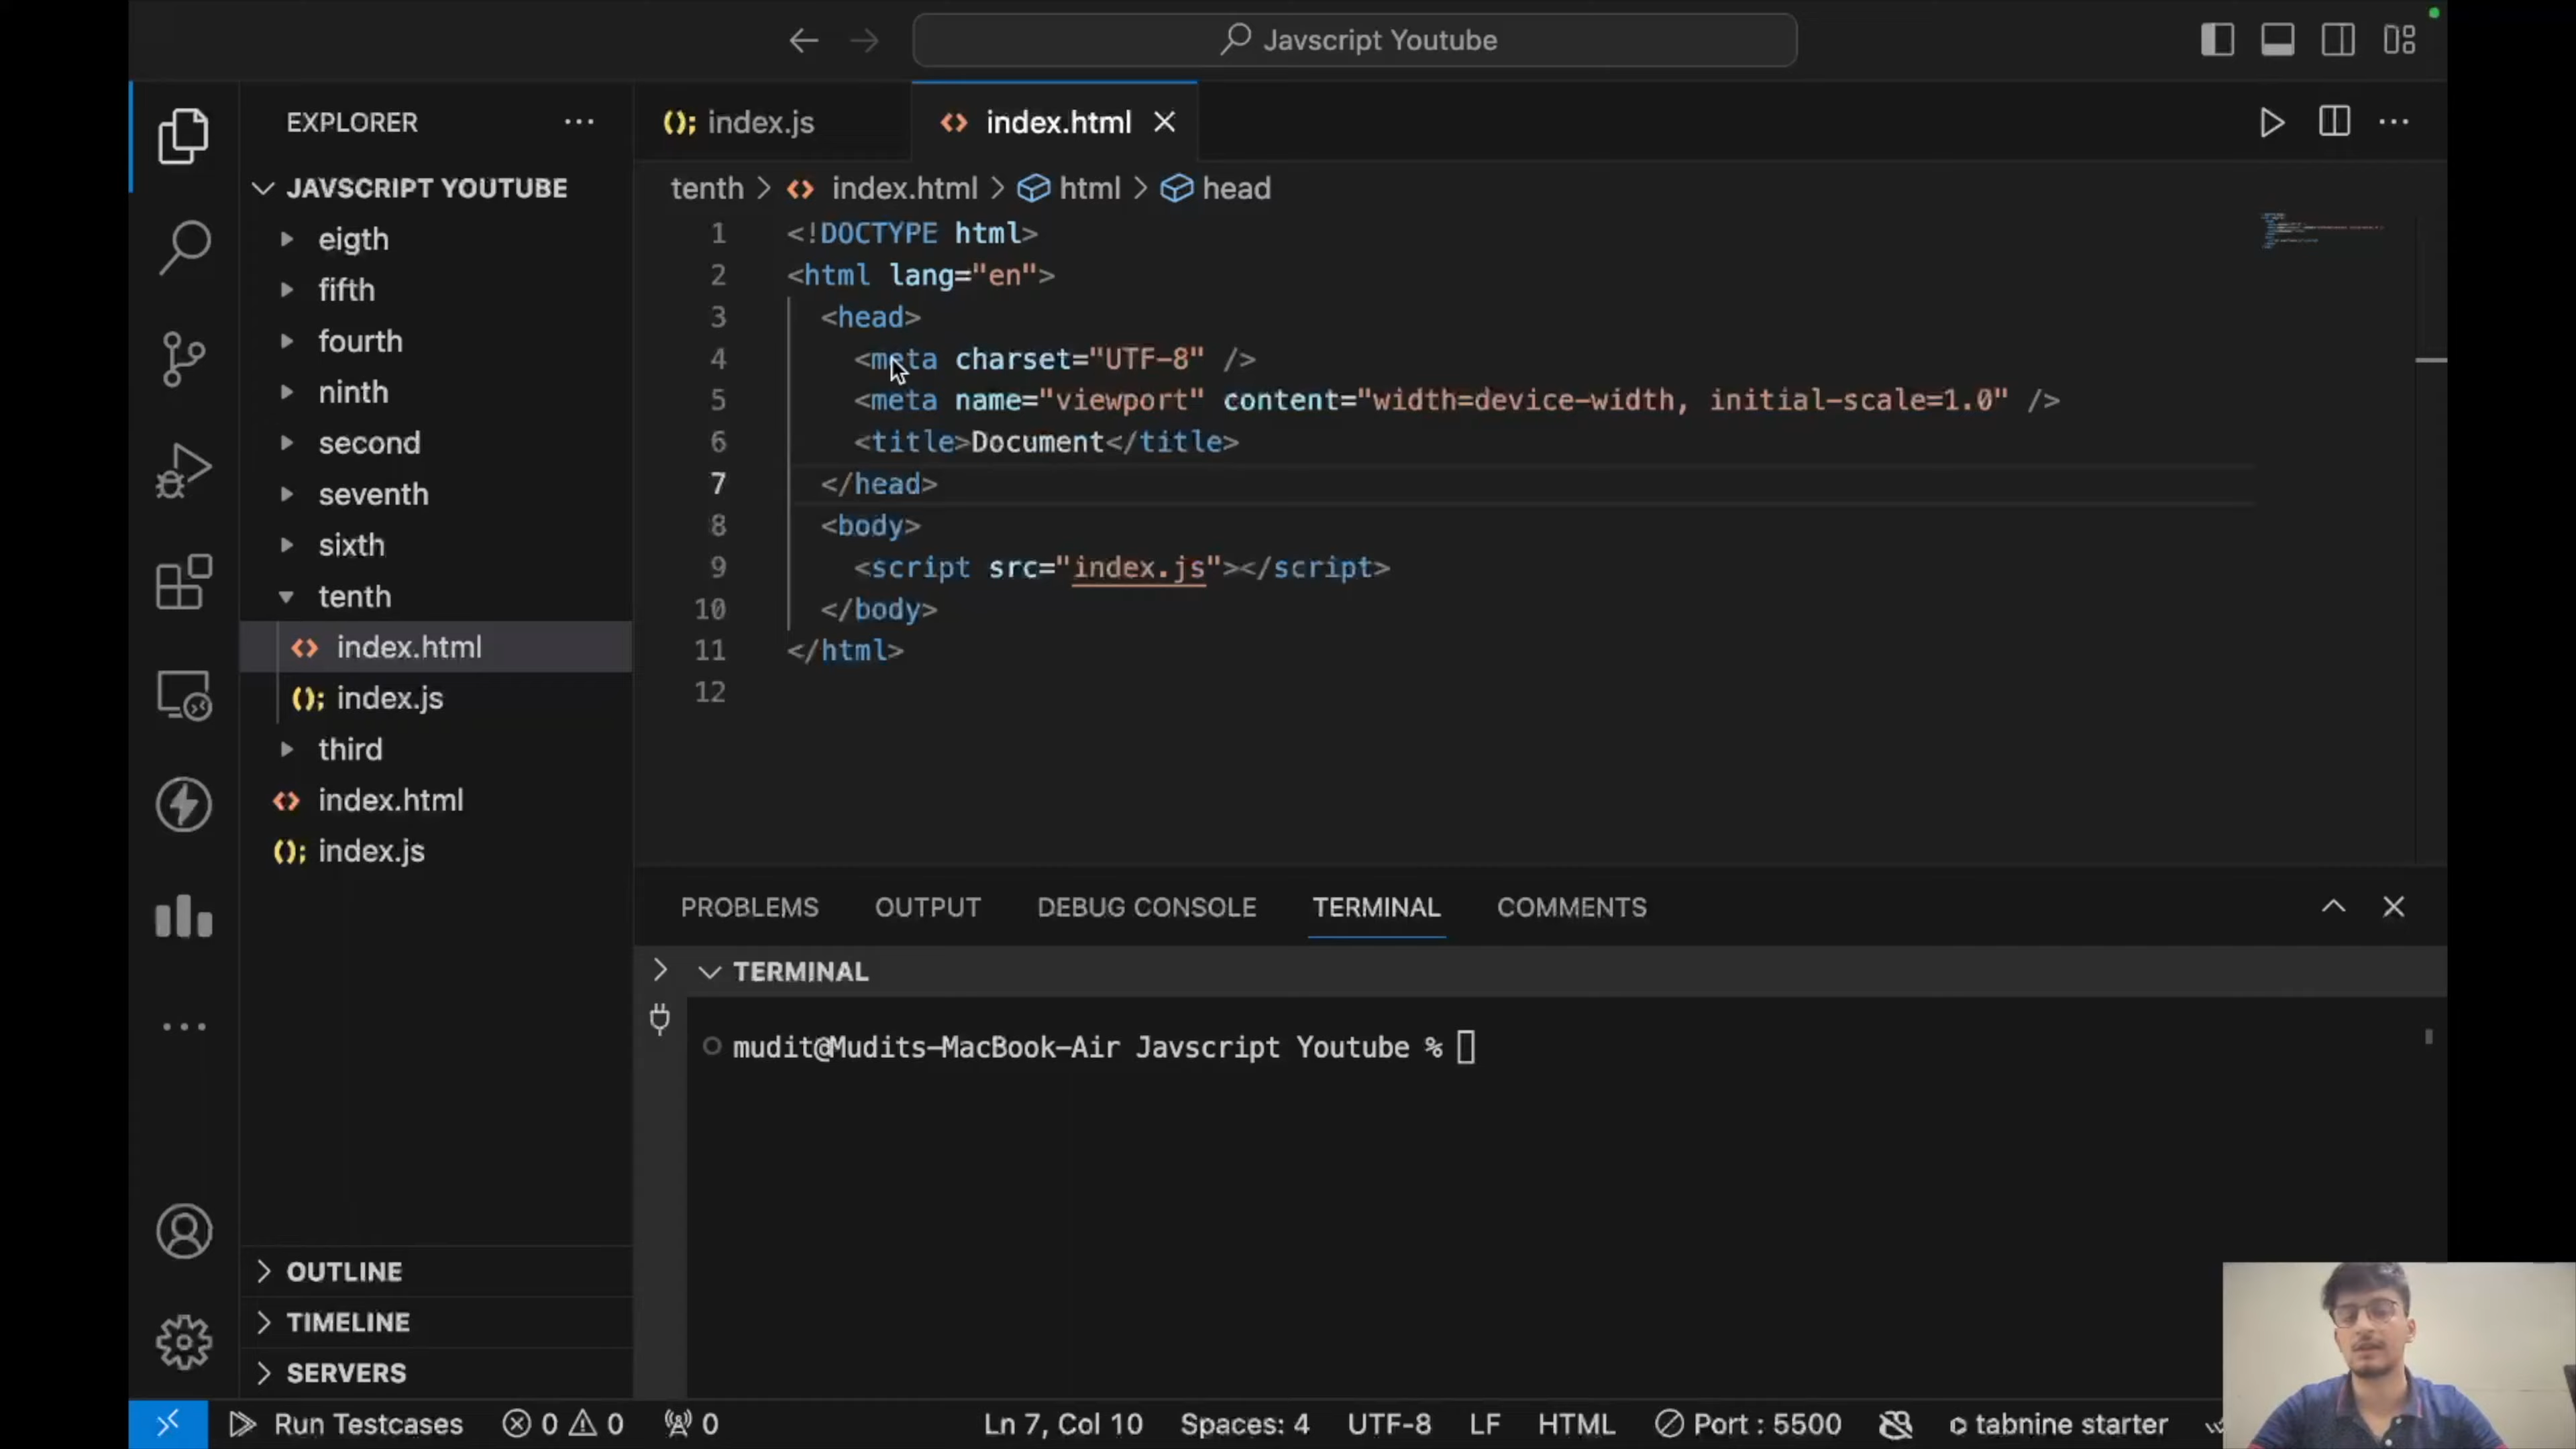 Javscript Youtube
EXPLORER
JAVSCRIPT YOUTUBE
eigth
fifth
fourth
ninth
second
seventh
sixth
tenth
index.html
index.js
third
index.html
index.js
OUTLINE
TIMELINE
SERVERS
index.js
index.html
tenth > index.html > html > head
1 <!DOCTYPE html>
2 <html lang="en">
3 <head>
4 <meta charset="UTF-8" />
5 <meta name="viewport" content="width=device-width, initial-scale=1.0" />
6 <title>Document</title>
7 </head>
8 <body>
9 <script src="index.js"></script>
10 </body>
11 </html>
12
PROBLEMS OUTPUT DEBUG CONSOLE TERMINAL COMMENTS
TERMINAL
mudit@Mudits-MacBook-Air Javscript Youtube %
Run Testcases 0 0 0 Ln 7, Col 10 Spaces: 4 UTF-8 LF HTML Port : 5500 tabnine starter